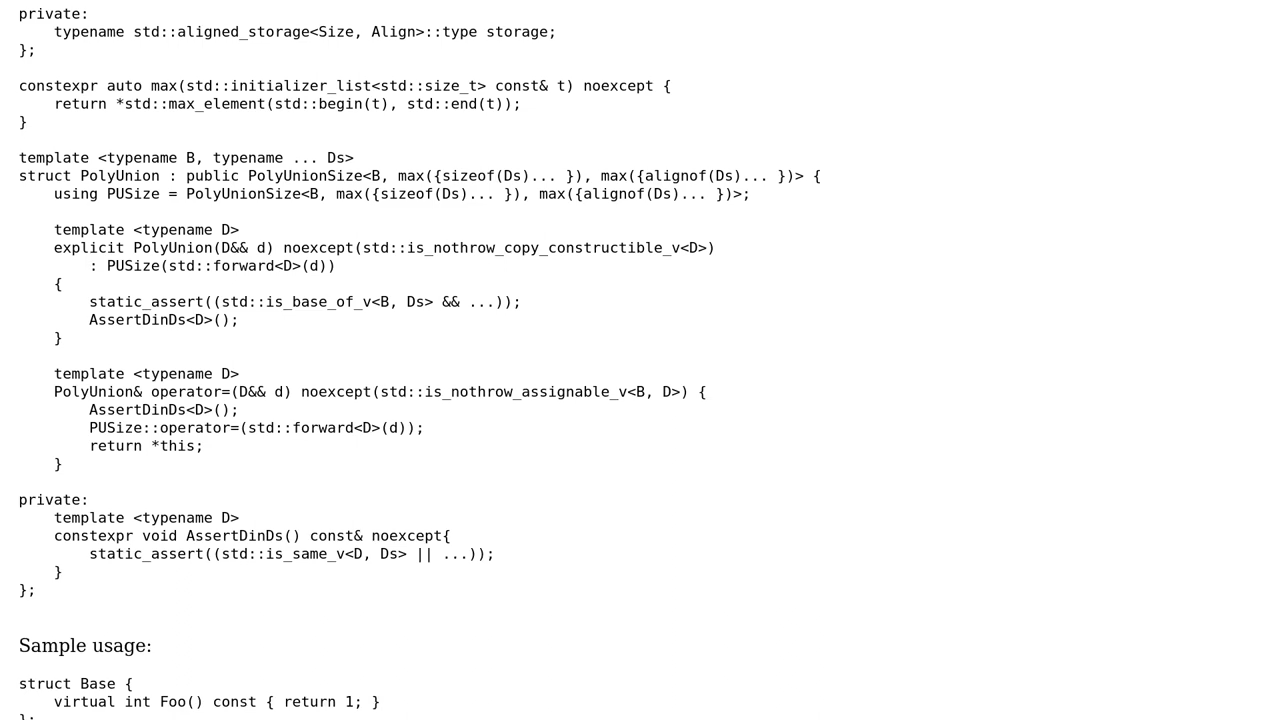 private:
    typename std::aligned_storage<Size, Align>::type storage;
};

constexpr auto max(std::initializer_list<std::size_t> const& t) noexcept {
    return *std::max_element(std::begin(t), std::end(t));
}

template <typename B, typename ... Ds>
struct PolyUnion : public PolyUnionSize<B, max({sizeof(Ds)... }), max({alignof(Ds)... })> {
    using PUSize = PolyUnionSize<B, max({sizeof(Ds)... }), max({alignof(Ds)... })>;

    template <typename D>
    explicit PolyUnion(D&& d) noexcept(std::is_nothrow_copy_constructible_v<D>)
        : PUSize(std::forward<D>(d))
    {
        static_assert((std::is_base_of_v<B, Ds> && ...));
        AssertDinDs<D>();
    }

    template <typename D>
    PolyUnion& operator=(D&& d) noexcept(std::is_nothrow_assignable_v<B, D>) {
        AssertDinDs<D>();
        PUSize::operator=(std::forward<D>(d));
        return *this;
    }

private:
    template <typename D>
    constexpr void AssertDinDs() const& noexcept{
        static_assert((std::is_same_v<D, Ds> || ...));
    }
};

Sample usage:

struct Base {
    virtual int Foo() const { return 1; }
};